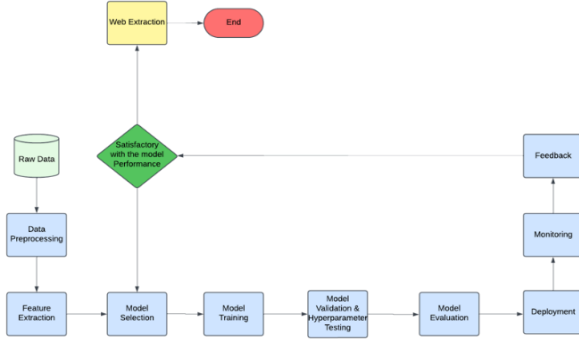 Web Extraction
End
Raw Data
Satisfactory
with the model
Performance
Feedback
Data
Preprocessing
Monitoring
Feature
Extraction
Model
Selection
Model
Training
Model
Validation &
Hyperparameter
Testing
Model
Evaluation
Deployment